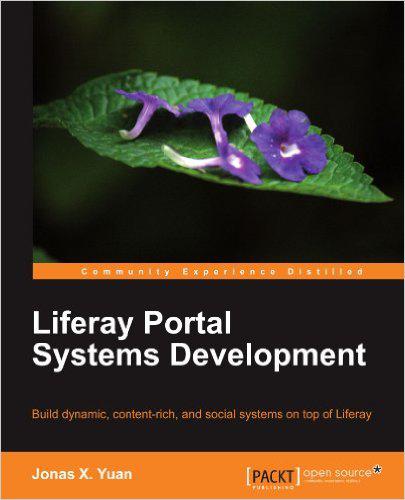 Community Experience Distilled
Liferay Portal
Systems Development
Build dynamic, content-rich, and social systems on top of Liferay
Jonas X. Yuan
[PACKT] open source*
PUBLISHING